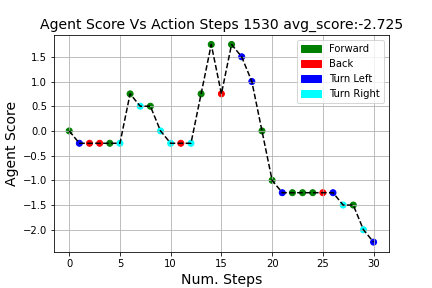 Agent Score Vs Action Steps 1530 avg_score:-2.725
Agent Score
1.5
1.0
0.5
0.0
−0.5
−1.0
−1.5
−2.0
Forward
Back
Turn Left
Turn Right
0 5 10 15 20 25 30
Num. Steps